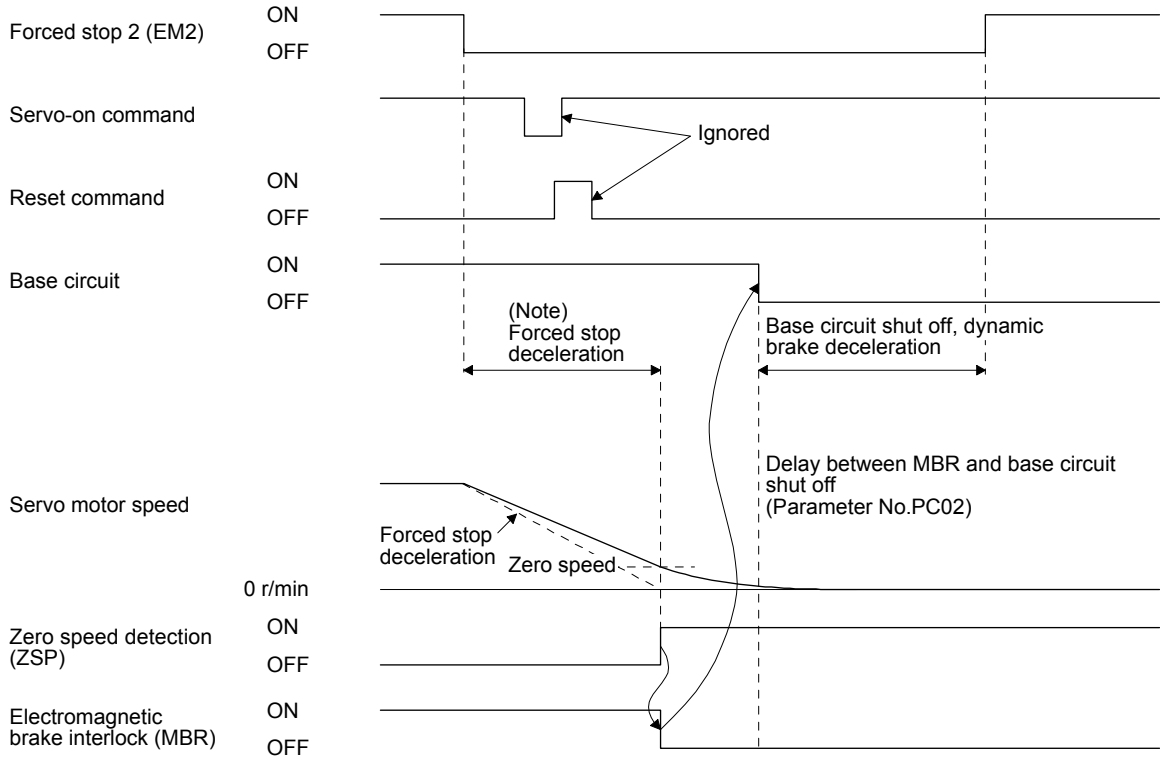 Forced stop 2 (EM2)
ON
OFF
Servo-on command
Ignored
Reset command
ON
OFF
Base circuit
ON
OFF
(Note)
Forced stop
deceleration
Base circuit shut off, dynamic
brake deceleration
Delay between MBR and base circuit
shut off
(Parameter No.PC02)
Servo motor speed
Forced stop
deceleration
Zero speed
0 r/min
Zero speed detection
(ZSP)
ON
OFF
Electromagnetic
brake interlock (MBR)
ON
OFF